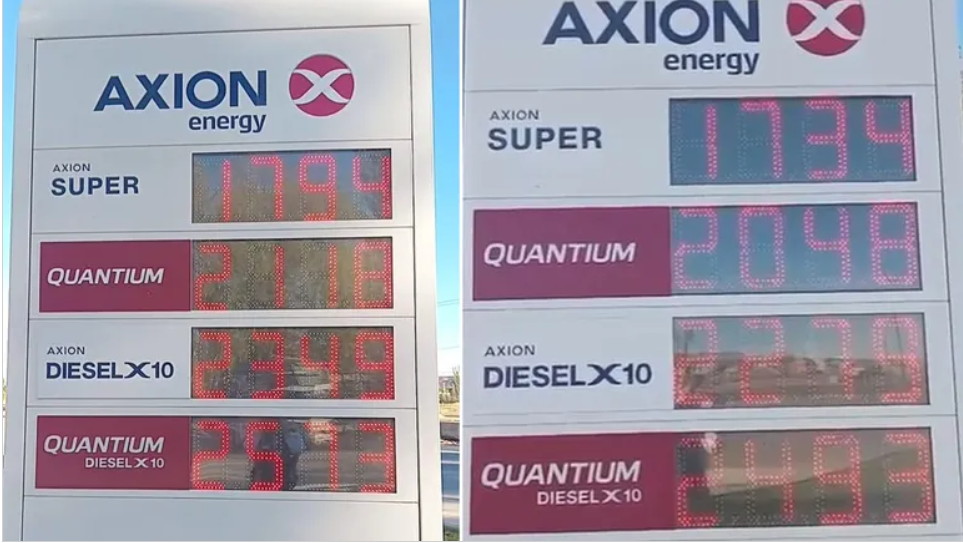 AXION
energy
AXION
SUPER 1794
QUANTIUM 2118
AXION
DIESEL X10 2349
QUANTIUM
DIESEL X10 2573
AXION
energy
AXION
SUPER 1734
QUANTIUM 2048
AXION
DIESEL X10 2279
QUANTIUM
DIESEL X10 2493